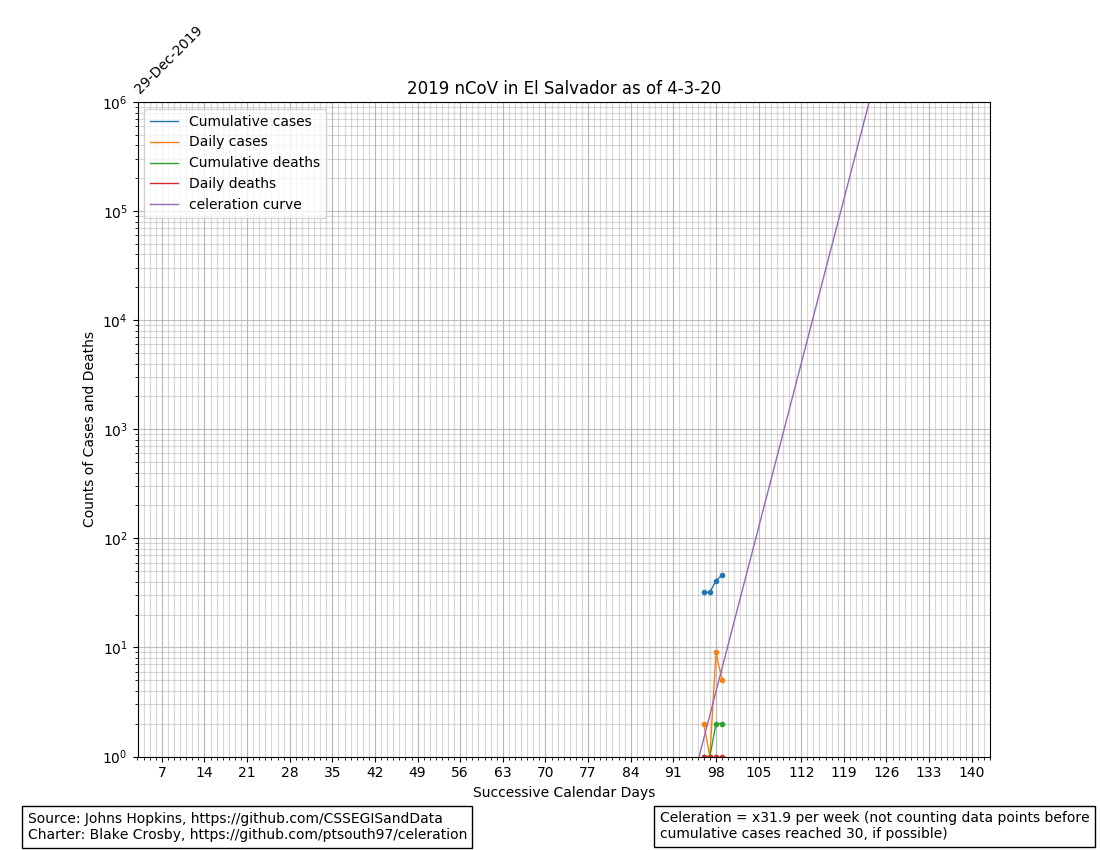 29-Dec-2019
2019 nCoV in El Salvador as of 4-3-20
Cumulative cases
Daily cases
Cumulative deaths
Daily deaths
celeration curve
10^6
10^5
10^4
10^3
10^2
10^1
10^0
Counts of Cases and Deaths
7 14 21 28 35 42 49 56 63 70 77 84 91 98 105 112 119 126 133 140
Successive Calendar Days
Source: Johns Hopkins, https://github.com/CSSEGISandData
Charter: Blake Crosby, https://github.com/ptsouth97/celeration
Celeration = x31.9 per week (not counting data points before
cumulative cases reached 30, if possible)